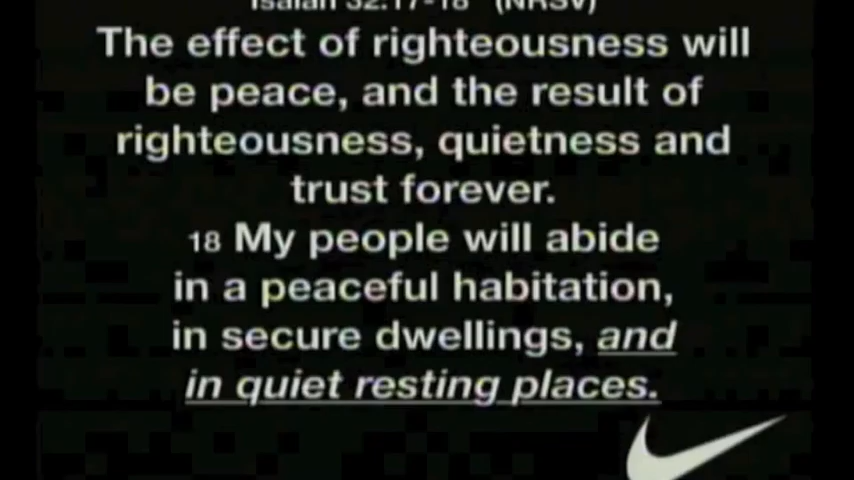 Isaiah 32:17-18 (NRSV)
The effect of righteousness will
be peace, and the result of
righteousness, quietness and
trust forever.
18 My people will abide
in a peaceful habitation,
in secure dwellings, and
in quiet resting places.